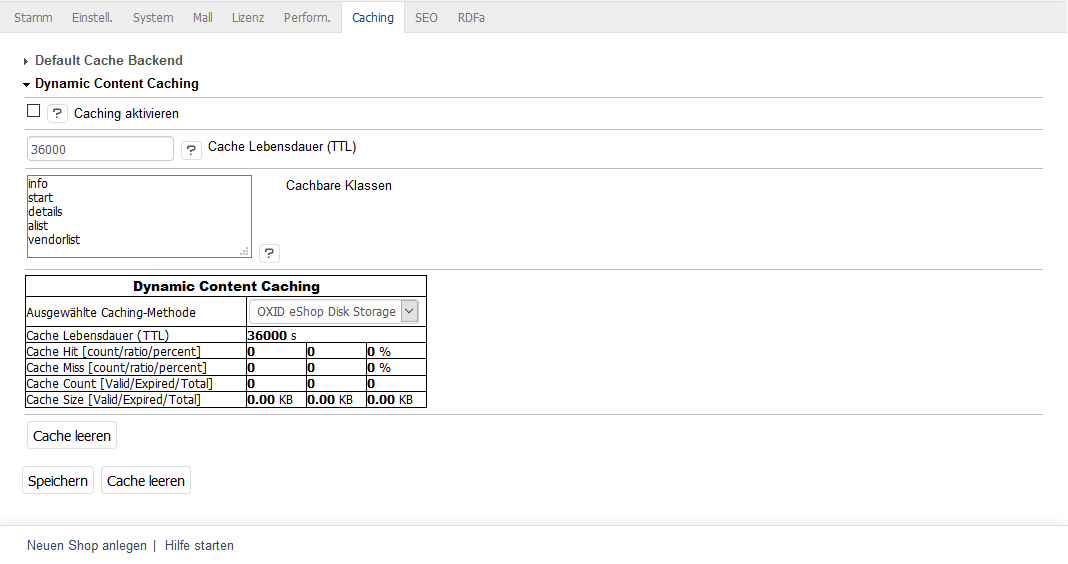 Stamm Einstell. System Mall Lizenz Perform. Caching SEO RDFa
Default Cache Backend
Dynamic Content Caching
? Caching aktivieren
36000 ? Cache Lebensdauer (TTL)
info
start
details
alist
vendorlist
? Cachbare Klassen
Dynamic Content Caching
Ausgewählte Caching-Methode OXID eShop Disk Storage
Cache Lebensdauer (TTL) 36000 s
Cache Hit [count/ratio/percent] 0 0 0 %
Cache Miss [count/ratio/percent] 0 0 0 %
Cache Count [Valid/Expired/Total] 0 0 0
Cache Size [Valid/Expired/Total] 0.00 KB 0.00 KB 0.00 KB
Cache leeren
Speichern Cache leeren
Neuen Shop anlegen | Hilfe starten